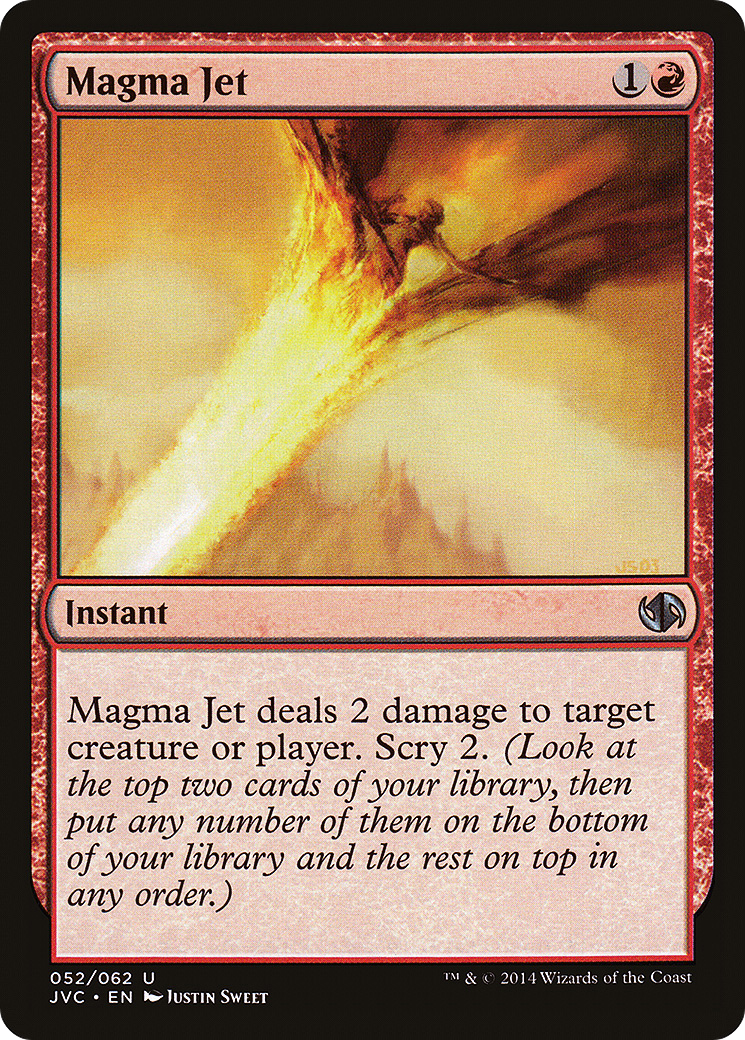 Magma Jet 1
JS03
Instant
Magma Jet deals 2 damage to target
creature or player. Scry 2. (Look at
the top two cards of your library, then
put any number of them on the bottom
of your library and the rest on top in
any order.)
052/062 U
™ & © 2014 Wizards of the Coast
JVC • EN Justin Sweet